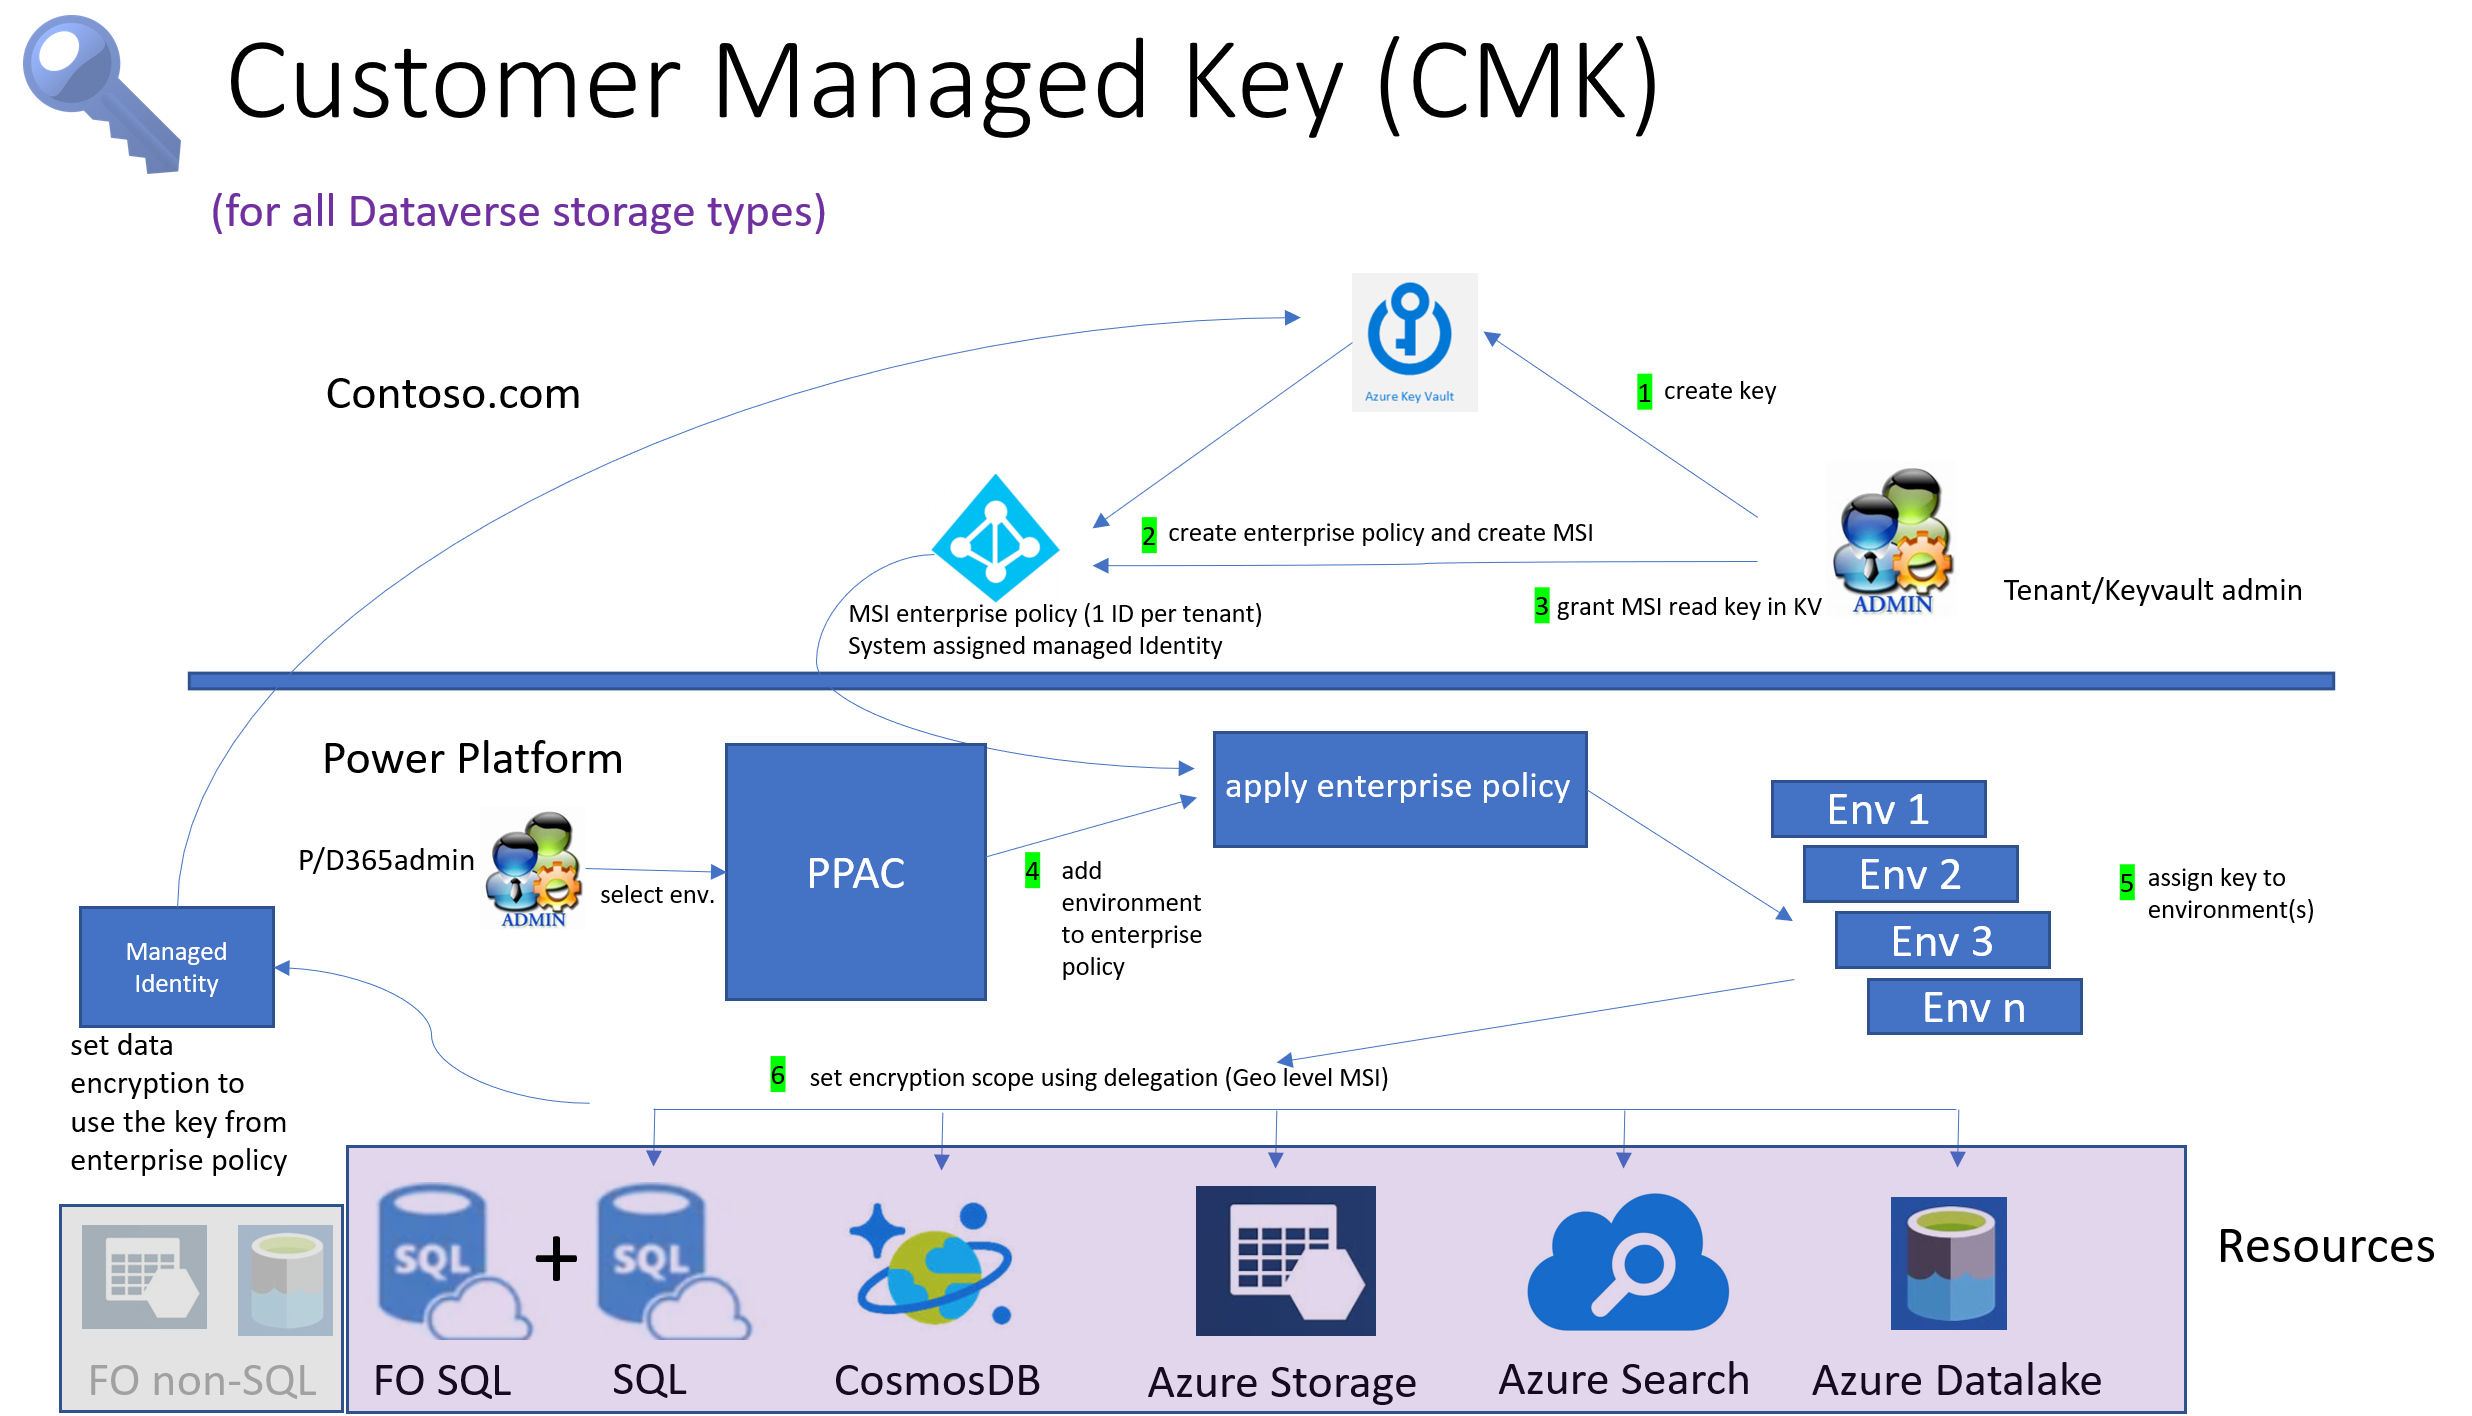 Customer Managed Key (CMK)
(for all Dataverse storage types)
Contoso.com
Azure Key Vault
1 create key
2 create enterprise policy and create MSI
3 grant MSI read key in KV
ADMIN
Tenant/Keyvault admin
MSI enterprise policy (1 ID per tenant)
System assigned managed Identity
Power Platform
P/D365admin
ADMIN
select env.
PPAC
apply enterprise policy
4 add
environment
to enterprise
policy
Env 1
Env 2
Env 3
Env n
5 assign key to
environment(s)
Managed
Identity
set data
encryption to
use the key from
enterprise policy
6 set encryption scope using delegation (Geo level MSI)
SQL
SQL
FO non-SQL
FO SQL
+
SQL
CosmosDB
Azure Storage
Azure Search
Azure Datalake
Resources